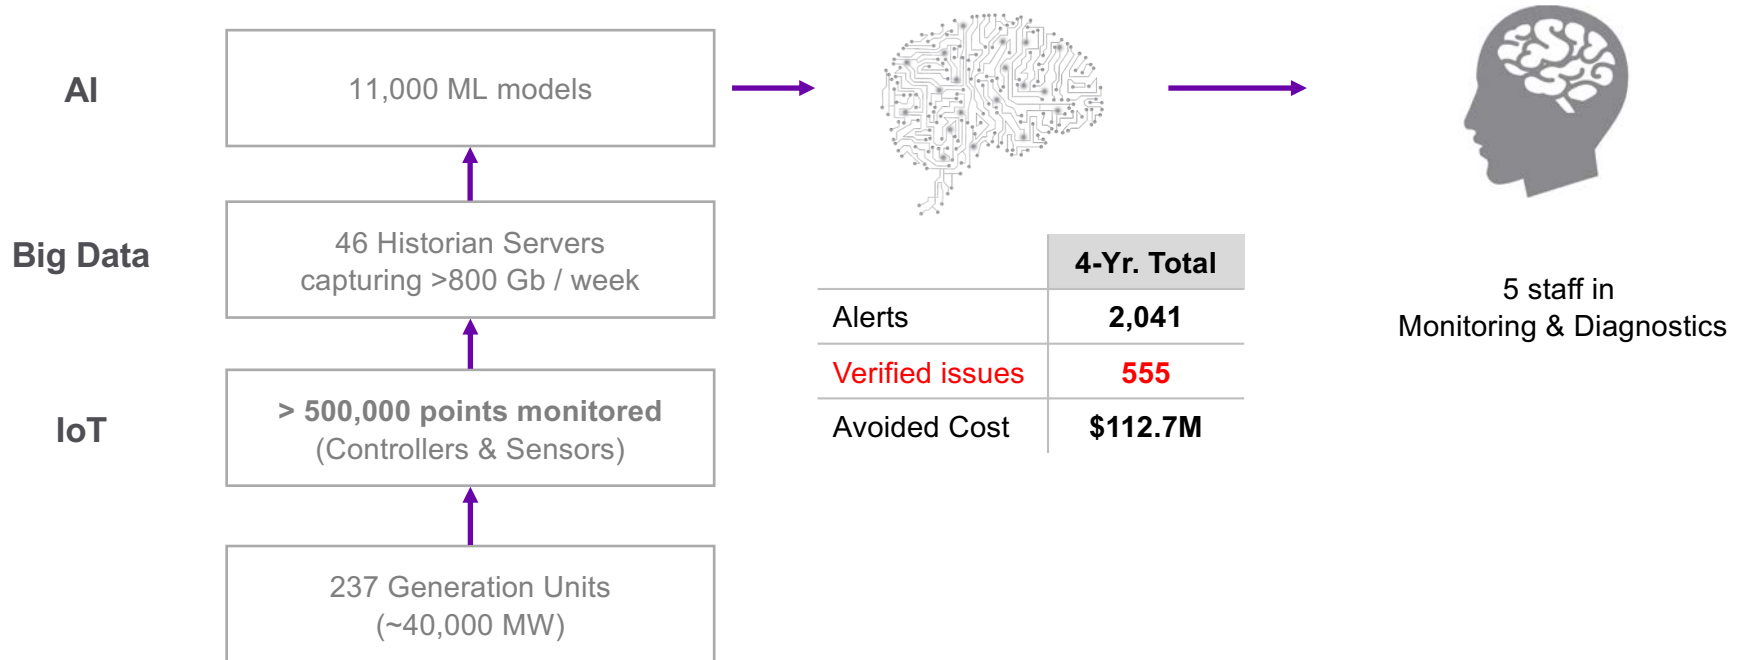 AI
11,000 ML models
Big Data
46 Historian Servers
capturing >800 Gb / week
IoT
> 500,000 points monitored
(Controllers & Sensors)
237 Generation Units
(~40,000 MW)
4-Yr. Total
Alerts 2,041
Verified issues 555
Avoided Cost $112.7M
5 staff in
Monitoring & Diagnostics